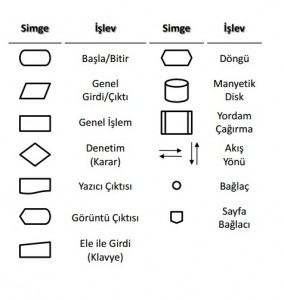 Simge İşlev Simge İşlev
Başla/Bitir
Döngü
Genel
Girdi/Çıktı
Manyetik
Disk
Genel İşlem
Yordam
Çağırma
Denetim
(Karar)
Akış
Yönü
Yazıcı Çıktısı
Bağlaç
Görüntü Çıktısı
Sayfa
Bağlacı
Ele ile Girdi
(Klavye)